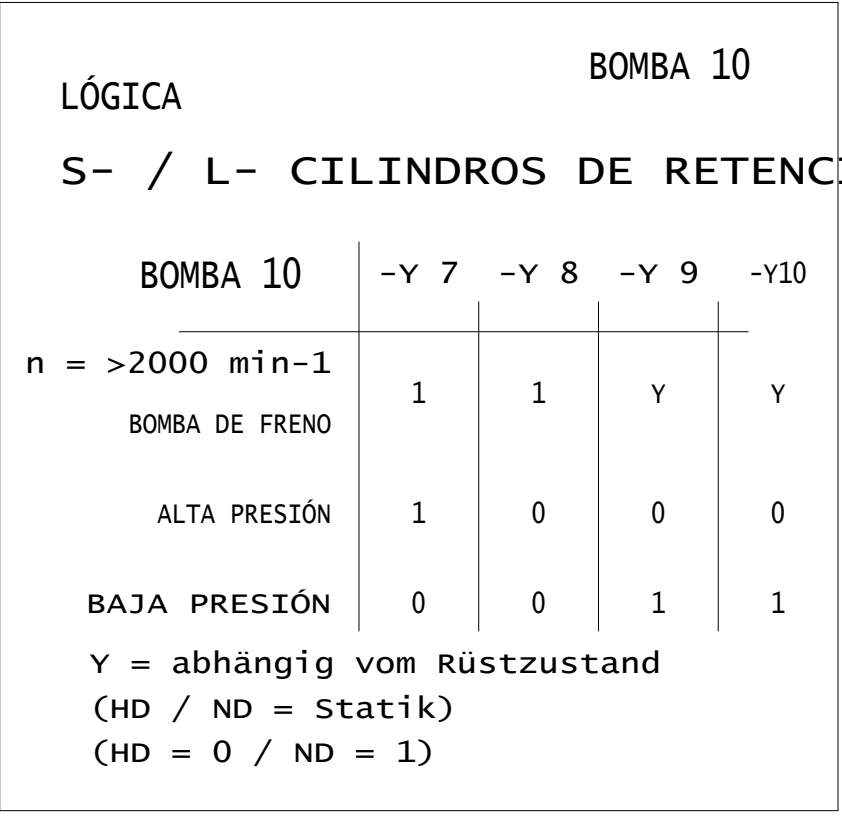 BOMBA 10
LÓGICA
S- / L- CILINDROS DE
BOMBA 10 -Y 7 -Y 8 -Y 9 -Y10
n = >2000 min-1
BOMBA DE FRENO 1 1 Y Y
ALTA PRESIÓN 1 0 0 0
BAJA PRESIÓN 0 0 1 1
Y = abhängig vom Rüstzustand
(HD / ND = Statik)
(HD = 0 / ND = 1)